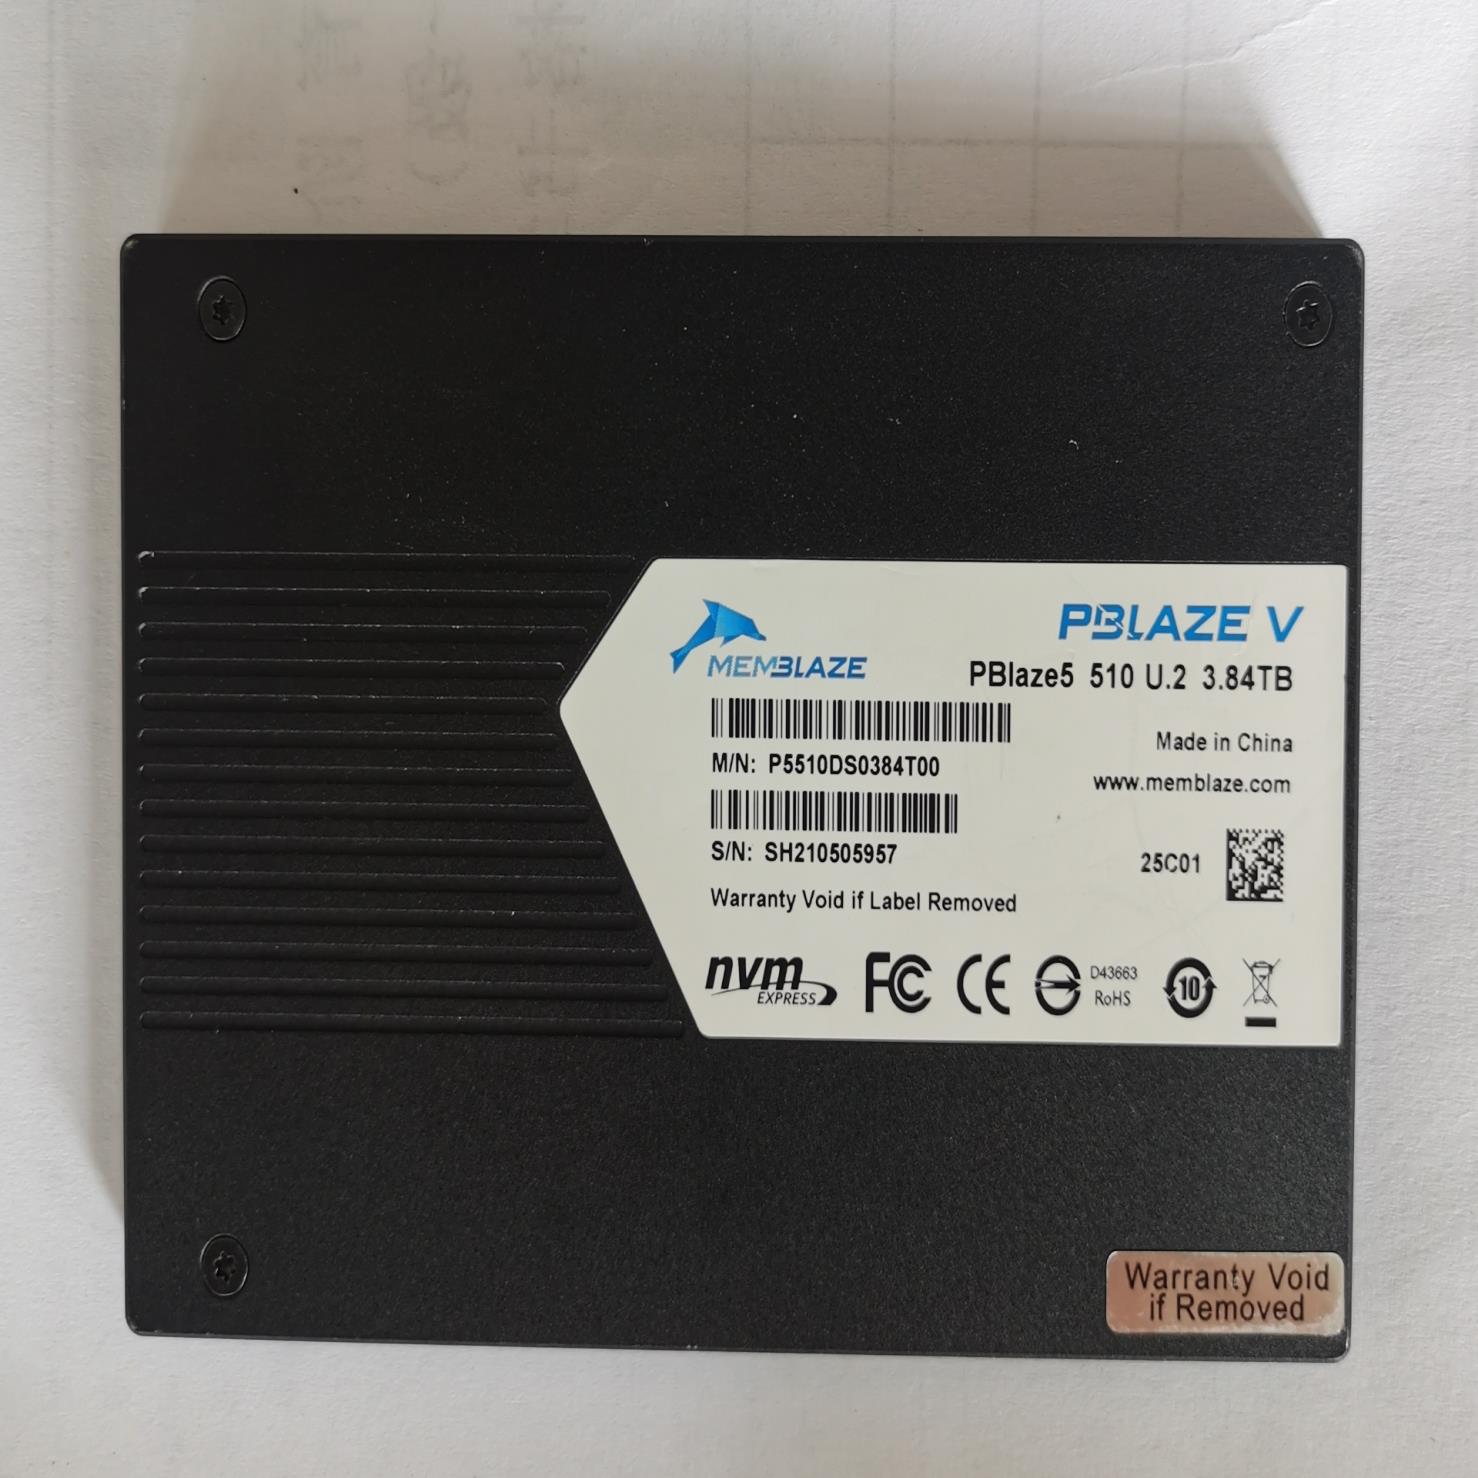 MEMBLAZE
PBLAZE V
PBlaze5 510 U.2 3.84TB
Made in China
M/N: P5510DS0384T00
www.memblaze.com
S/N: SH210505957
25C01
Warranty Void if Label Removed
nvm
EXPRESS
FC CE
D43663
RoHS
10
Warranty Void
if Removed